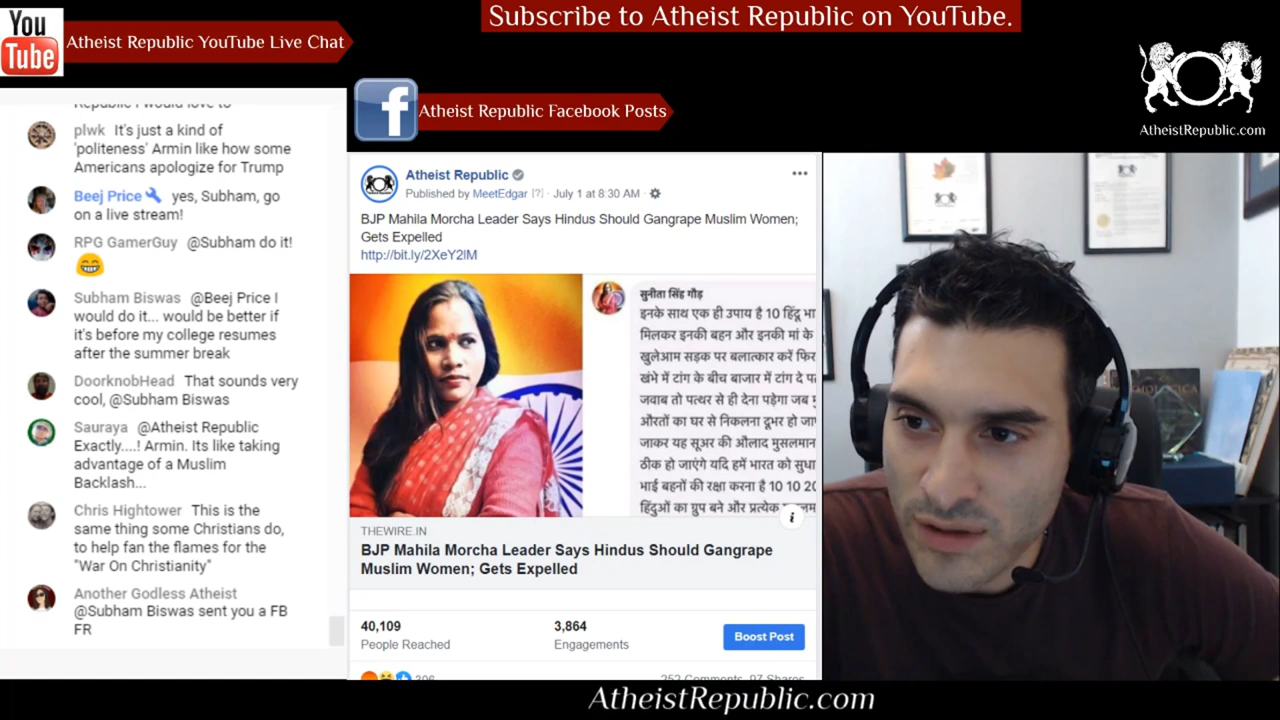 Subscribe to Atheist Republic on YouTube.
You
Tube
Atheist Republic YouTube Live Chat
AtheistRepublic.com
Atheist Republic Facebook Posts
Republic I would love to
plwk It's just a kind of
'politeness' Armin like how some
Americans apologize for Trump
Beej Price yes, Subham, go
on a live stream!
RPG GamerGuy @Subham do it!
Subham Biswas @Beej Price I
would do it... would be better if
it's before my college resumes
after the summer break
DoorknobHead That sounds very
cool, @Subham Biswas
Sauraya @Atheist Republic
Exactly....! Armin. Its like taking
advantage of a Muslim
Backlash...
Chris Hightower This is the
same thing some Christians do,
to help fan the flames for the
"War On Christianity"
Another Godless Atheist
@Subham Biswas sent you a FB
FR
Atheist Republic
Published by MeetEdgar [?] · July 1 at 8:30 AM ·
BJP Mahila Morcha Leader Says Hindus Should Gangrape Muslim Women;
Gets Expelled
http://bit.ly/2XeY2lM
सुनीता सिंह गौड़
इनके साथ एक ही उपाय है 10 हिंदू भा
मिलकर इनकी बहन और इनकी मां के
खुलेआम सड़क पर बलात्कार करें फिर
खंभे में टांग के बीच बाजार में टांग दे
जवाब तो पत्थर से ही देना पड़ेगा जब
औरतों का घर से निकलना दूभर हो जा
जाकर यह सूअर की औलाद मुसलमान
ठीक हो जाएंगे यदि हमें भारत को सुधा
भाई बहनों की रक्षा करना है 10 10 20
हिंदुओं का ग्रुप बने और प्रत्येक
THEWIRE.IN
BJP Mahila Morcha Leader Says Hindus Should Gangrape
Muslim Women; Gets Expelled
40,109
People Reached
3,864
Engagements
Boost Post
306
252 Comments 97 Shares
AtheistRepublic.com